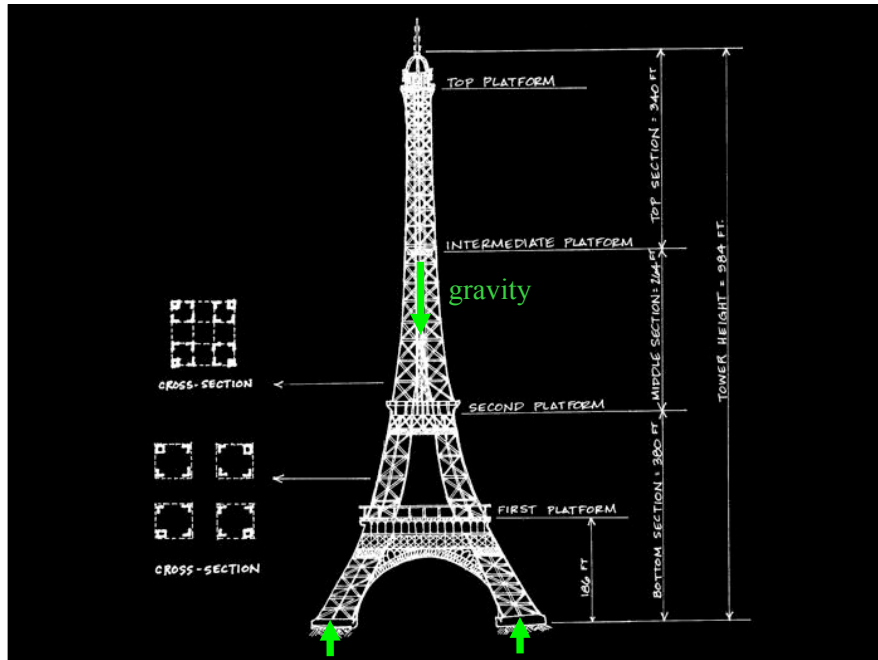 TOP PLATFORM
INTERMEDIATE PLATFORM
gravity
SECOND PLATFORM
FIRST PLATFORM
CROSS-SECTION
CROSS-SECTION
TOP SECTION = 340 FT
MIDDLE SECTION = 264 FT
BOTTOM SECTION = 380 FT
186 FT
TOWER HEIGHT = 984 FT.